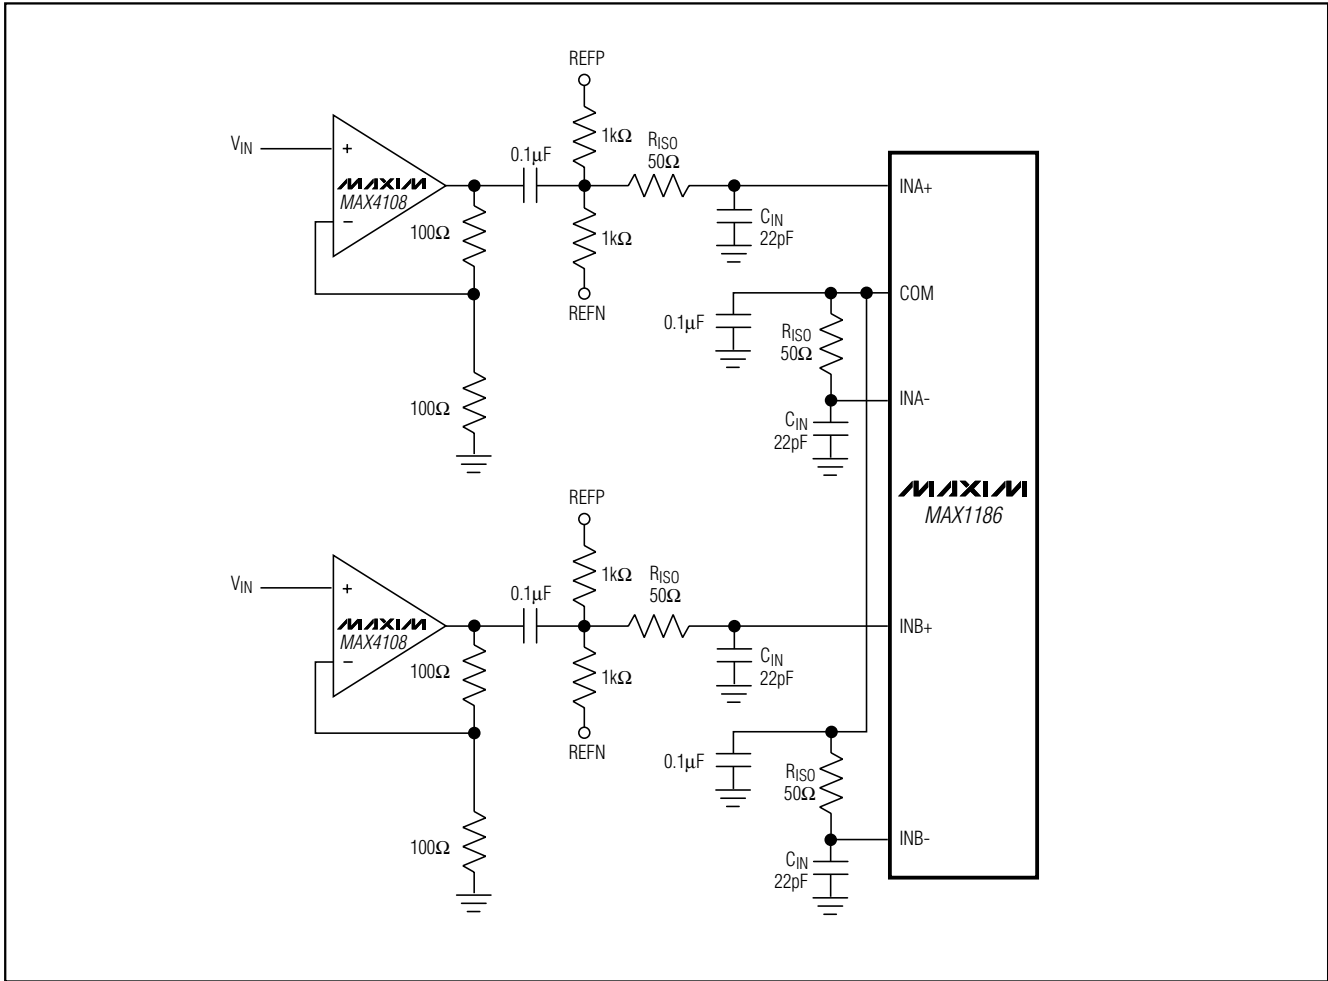 REFP
1kΩ
RISO
50Ω
VIN
+
MAXIM
MAX4108
−
0.1μF
100Ω
1kΩ
REFN
CIN
22pF
INA+
100Ω
0.1μF
RISO
50Ω
COM
CIN
22pF
INA-
MAXIM
MAX1186
REFP
1kΩ
RISO
50Ω
VIN
+
MAXIM
MAX4108
−
0.1μF
100Ω
1kΩ
REFN
CIN
22pF
INB+
100Ω
0.1μF
RISO
50Ω
CIN
22pF
INB-